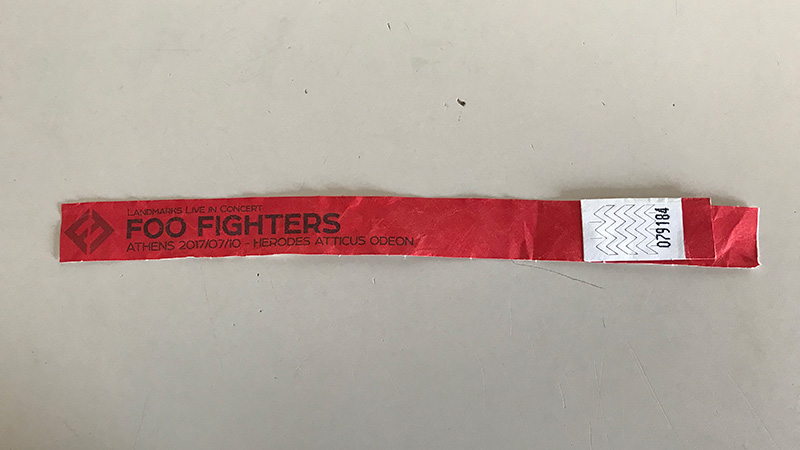 Landmarks Live in Concert
FOO FIGHTERS
ATHENS 2017/07/10 - HERODES ATTICUS ODEON
079184